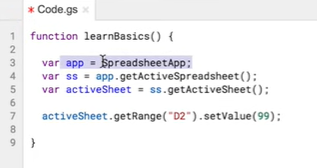 * Code.gs
1 function learnBasics() {
2
3 var app = SpreadsheetApp;
4 var ss = app.getActiveSpreadsheet();
5 var activeSheet = ss.getActiveSheet();
6
7 activeSheet.getRange("D2").setValue(99);
8
9 }